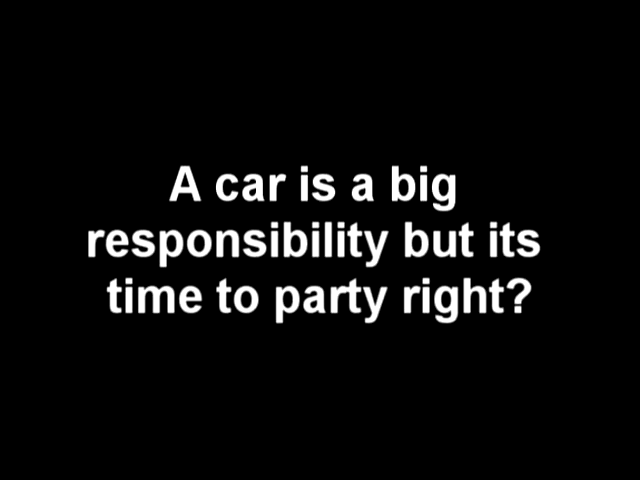 A car is a big
responsibility but its
time to party right?